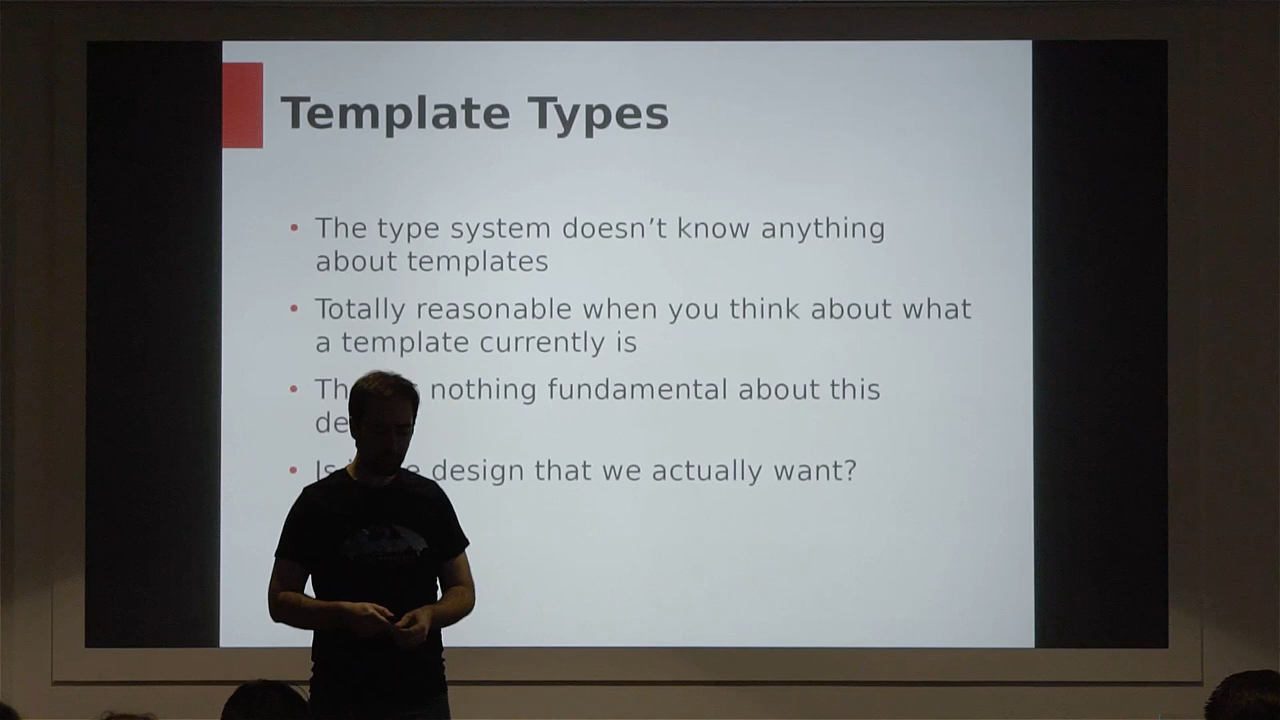 Template Types
• The type system doesn’t know anything
about templates
• Totally reasonable when you think about what
a template currently is
• nothing fundamental about this
• design that we actually want?